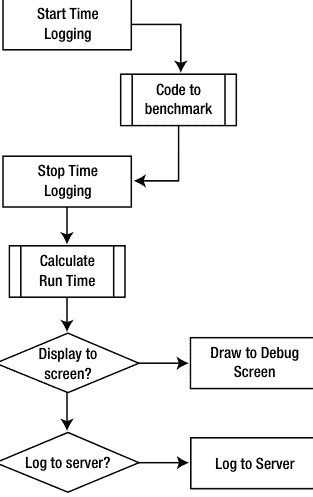 Start Time
Logging
Code to
benchmark
Stop Time
Logging
Calculate
Run Time
Display to
screen?
Draw to Debug
Screen
Log to server?
Log to Server